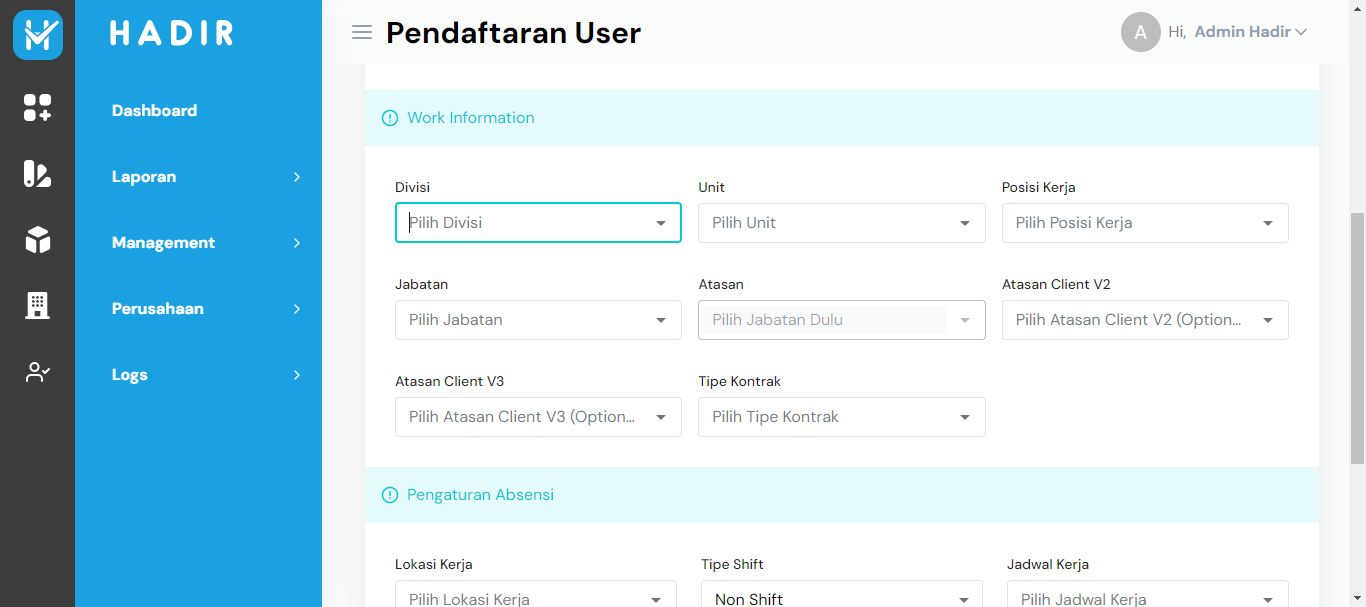 HADIR
Dashboard
Laporan
Management
Perusahaan
Logs
Pendaftaran User
A
Hi, Admin Hadir
Work Information
Divisi
Unit
Posisi Kerja
Pilih Divisi
Pilih Unit
Pilih Posisi Kerja
Jabatan
Atasan
Atasan Client V2
Pilih Jabatan
Pilih Jabatan Dulu
Pilih Atasan Client V2 (Option...
Atasan Client V3
Tipe Kontrak
Pilih Atasan Client V3 (Option...
Pilih Tipe Kontrak
Pengaturan Absensi
Lokasi Kerja
Tipe Shift
Jadwal Kerja
Pilih Lokasi Kerja
Non Shift
Pilih Jadwal Kerja